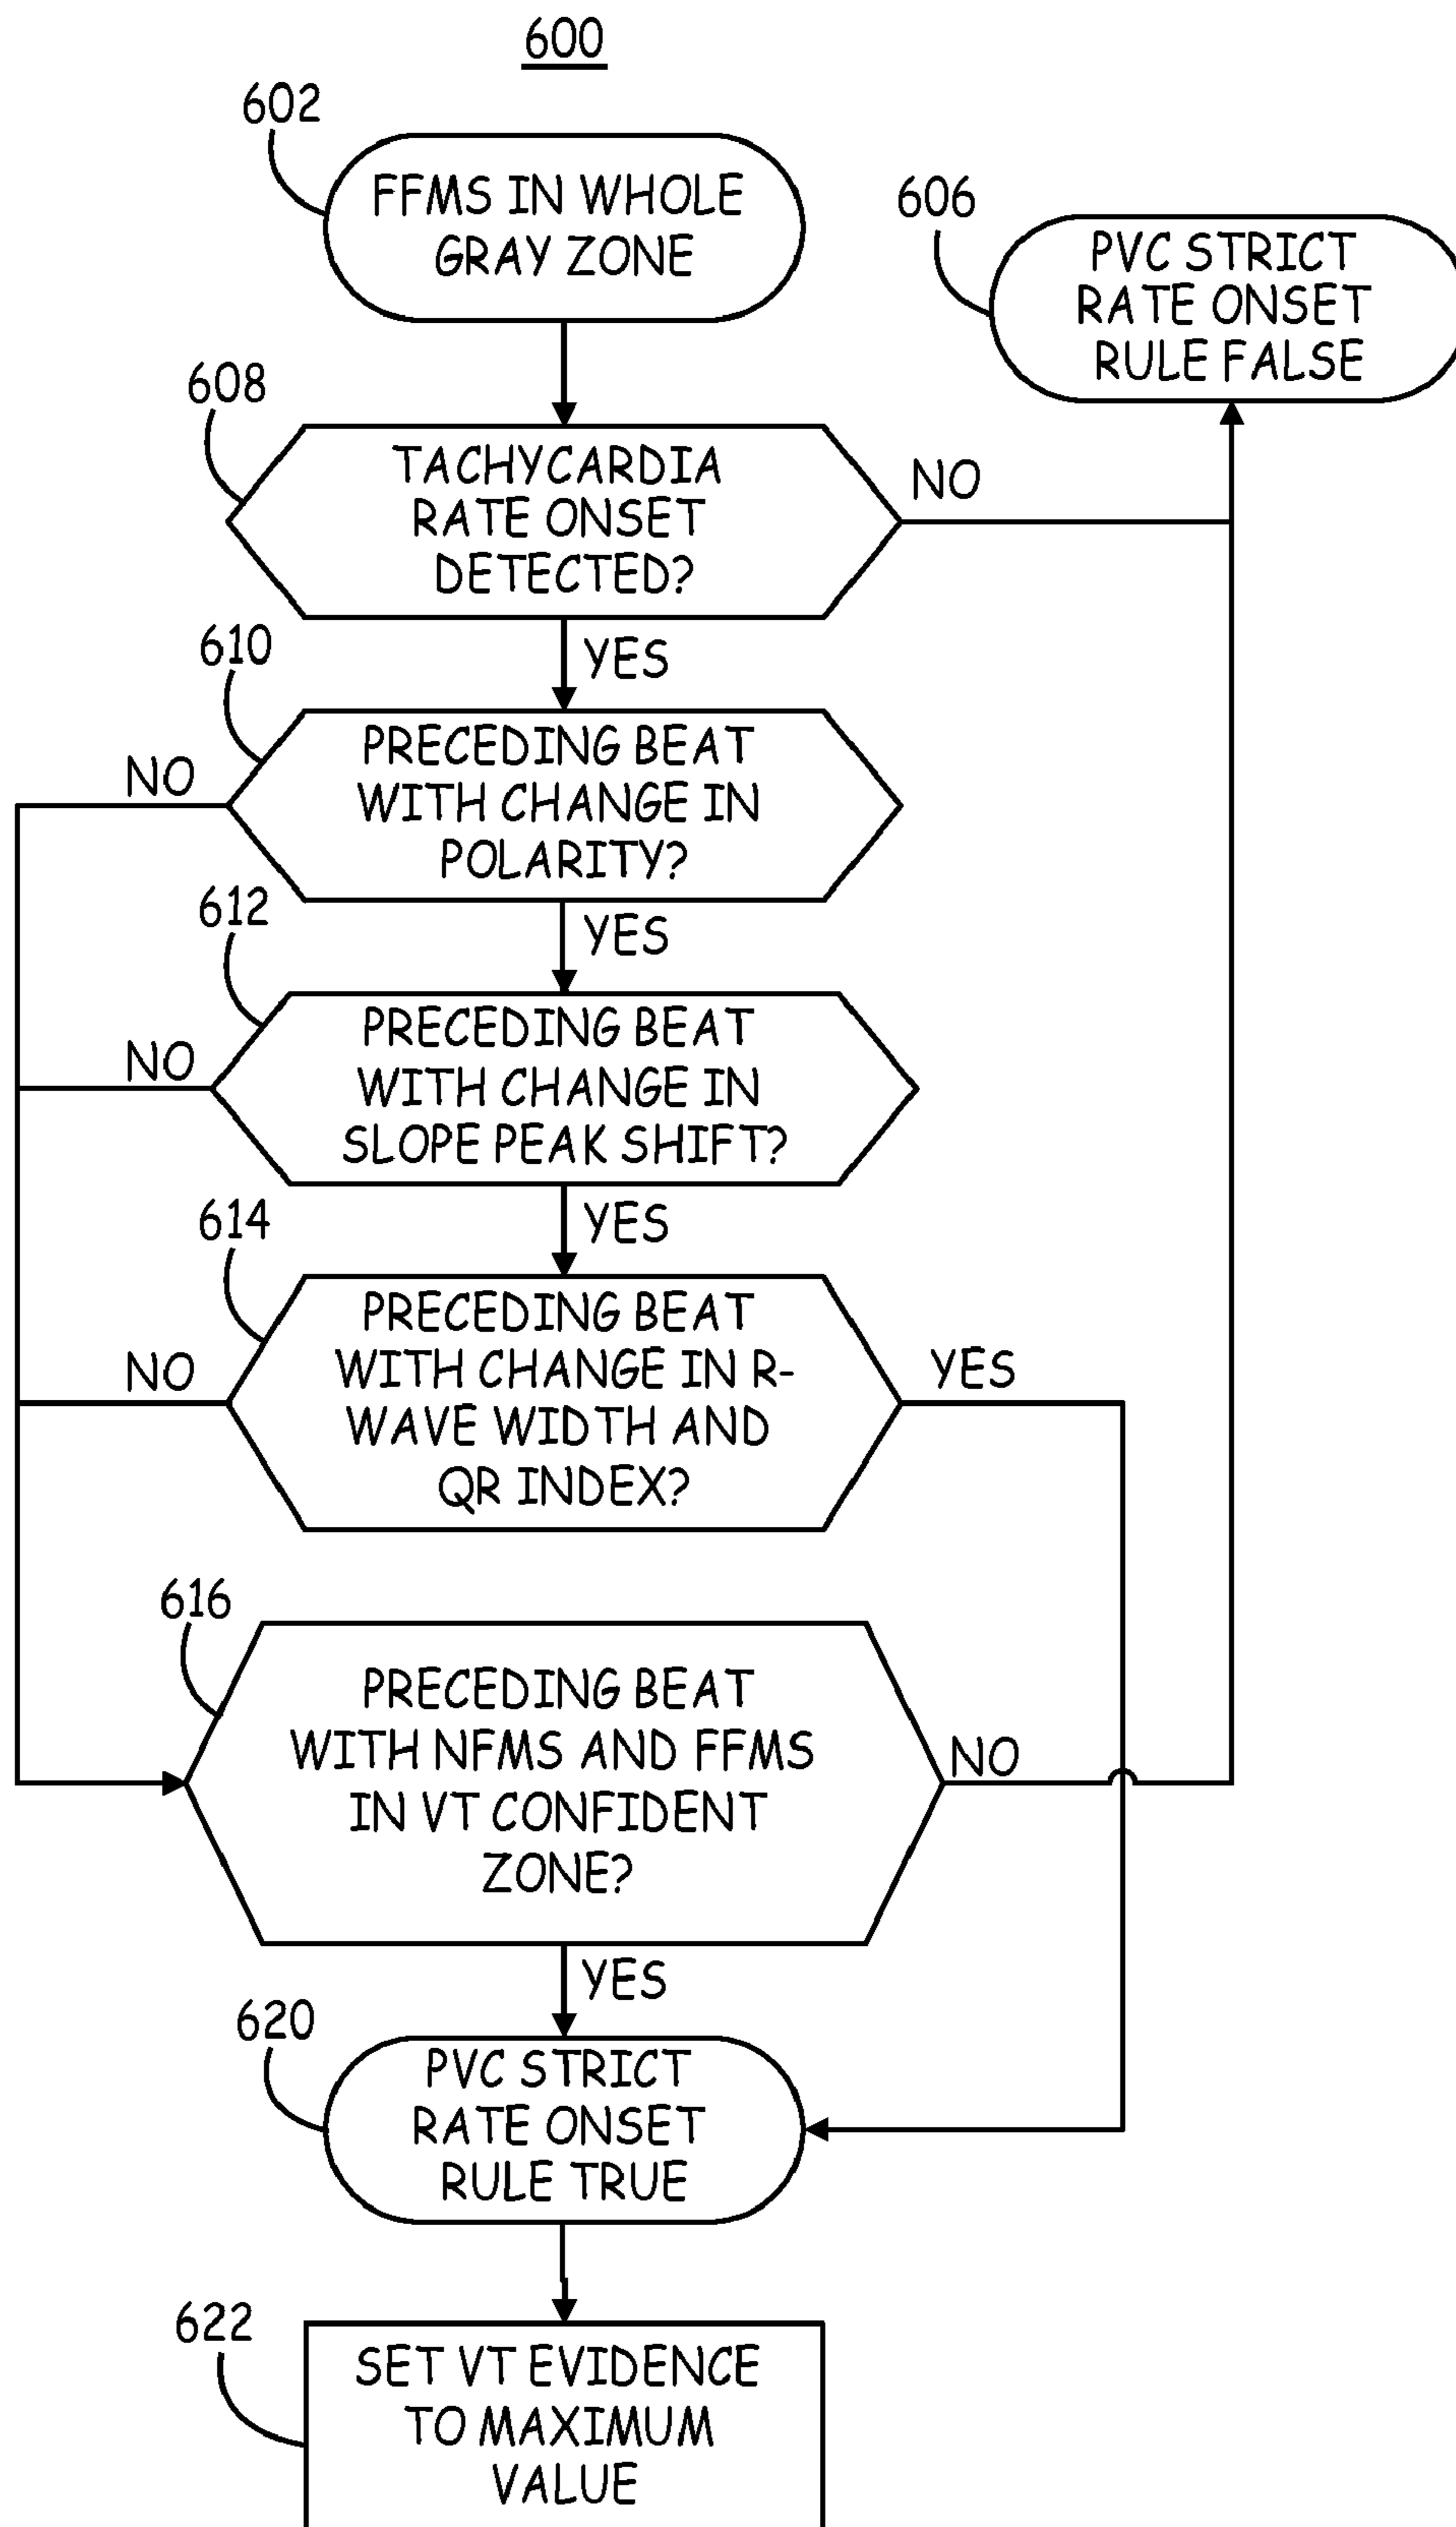 600
602
FFMS IN WHOLE
GRAY ZONE
606
PVC STRICT
RATE ONSET
RULE FALSE
608
TACHYCARDIA
RATE ONSET
DETECTED?
NO
YES
610
PRECEDING BEAT
WITH CHANGE IN
POLARITY?
NO
YES
612
PRECEDING BEAT
WITH CHANGE IN
SLOPE PEAK SHIFT?
NO
YES
614
PRECEDING BEAT
WITH CHANGE IN R-
WAVE WIDTH AND
QR INDEX?
NO
YES
616
PRECEDING BEAT
WITH NFMS AND FFMS
IN VT CONFIDENT
ZONE?
NO
YES
620
PVC STRICT
RATE ONSET
RULE TRUE
622
SET VT EVIDENCE
TO MAXIMUM
VALUE